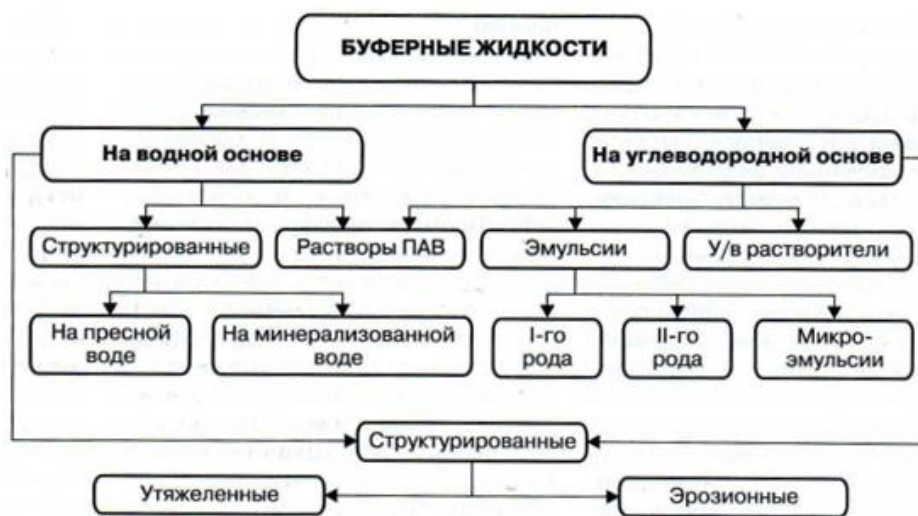 БУФЕРНЫЕ ЖИДКОСТИ
На водной основе
На углеводородной основе
Структурированные
Растворы ПАВ
Эмульсии
У/в растворители
На пресной
воде
На минерализованной
воде
I-го
рода
II-го
рода
Микро-
эмульсии
Структурированные
Утяжеленные
Эрозионные